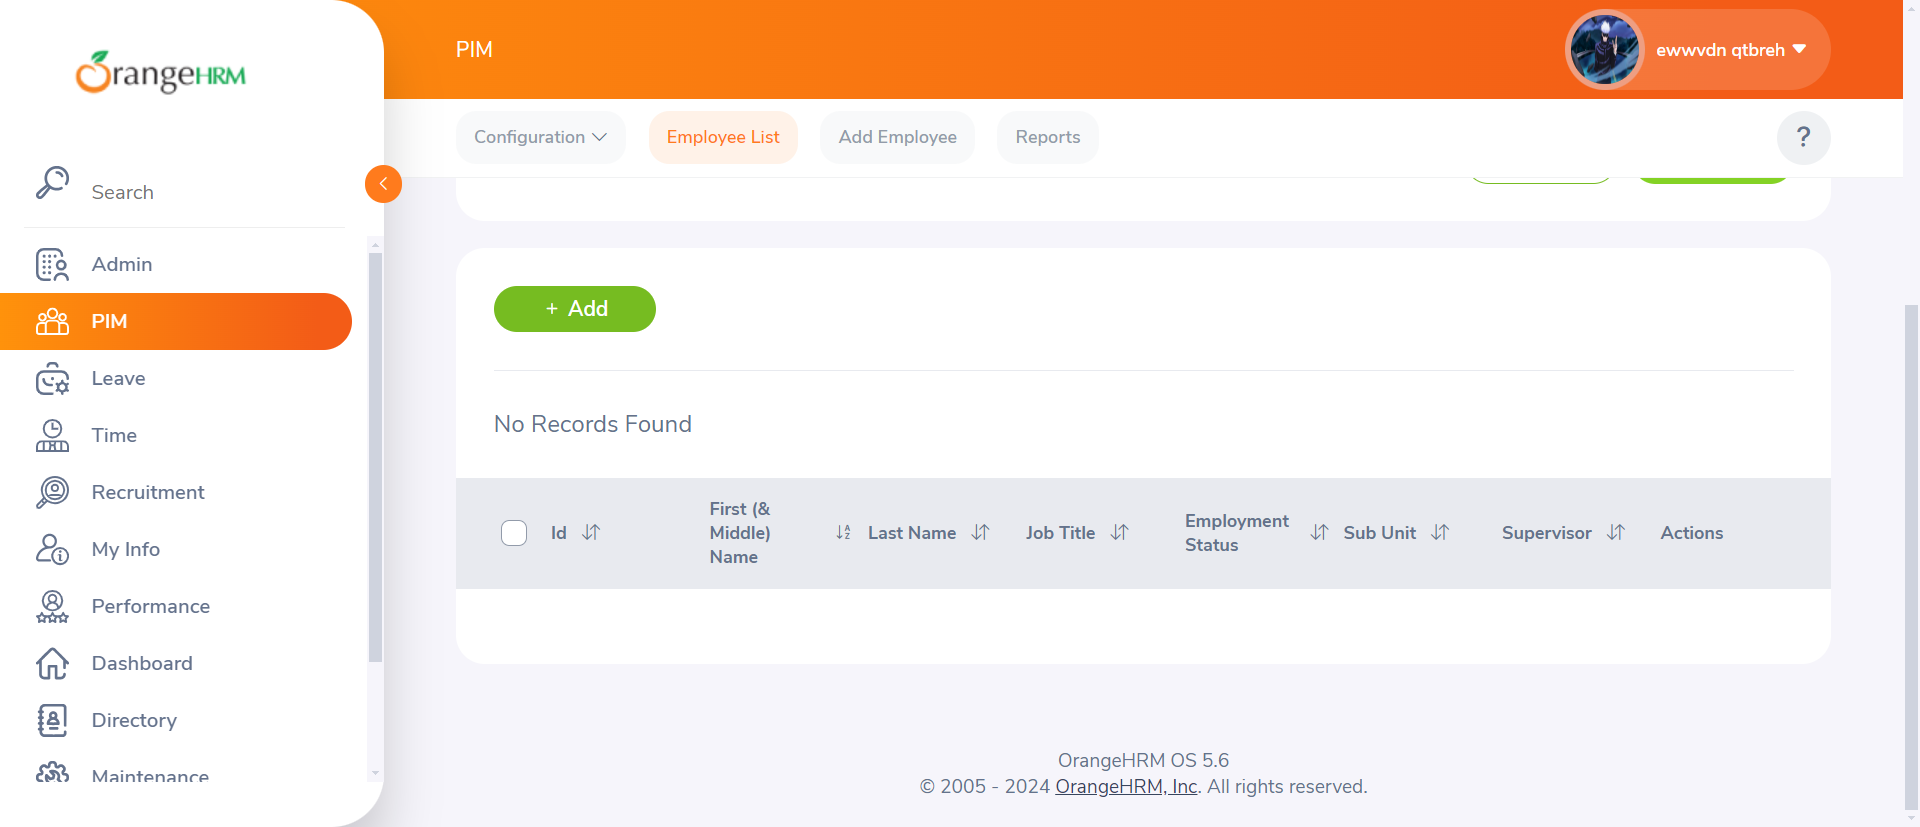 OrangeHRM
PIM
ewwvdn qtbreh
Configuration
Employee List
Add Employee
Reports
?
Search
Admin
PIM
Leave
Time
Recruitment
My Info
Performance
Dashboard
Directory
Maintenance
+ Add
No Records Found
Id
First (&
Middle)
Name
Last Name
Job Title
Employment
Status
Sub Unit
Supervisor
Actions
OrangeHRM OS 5.6
© 2005 - 2024 OrangeHRM, Inc. All rights reserved.